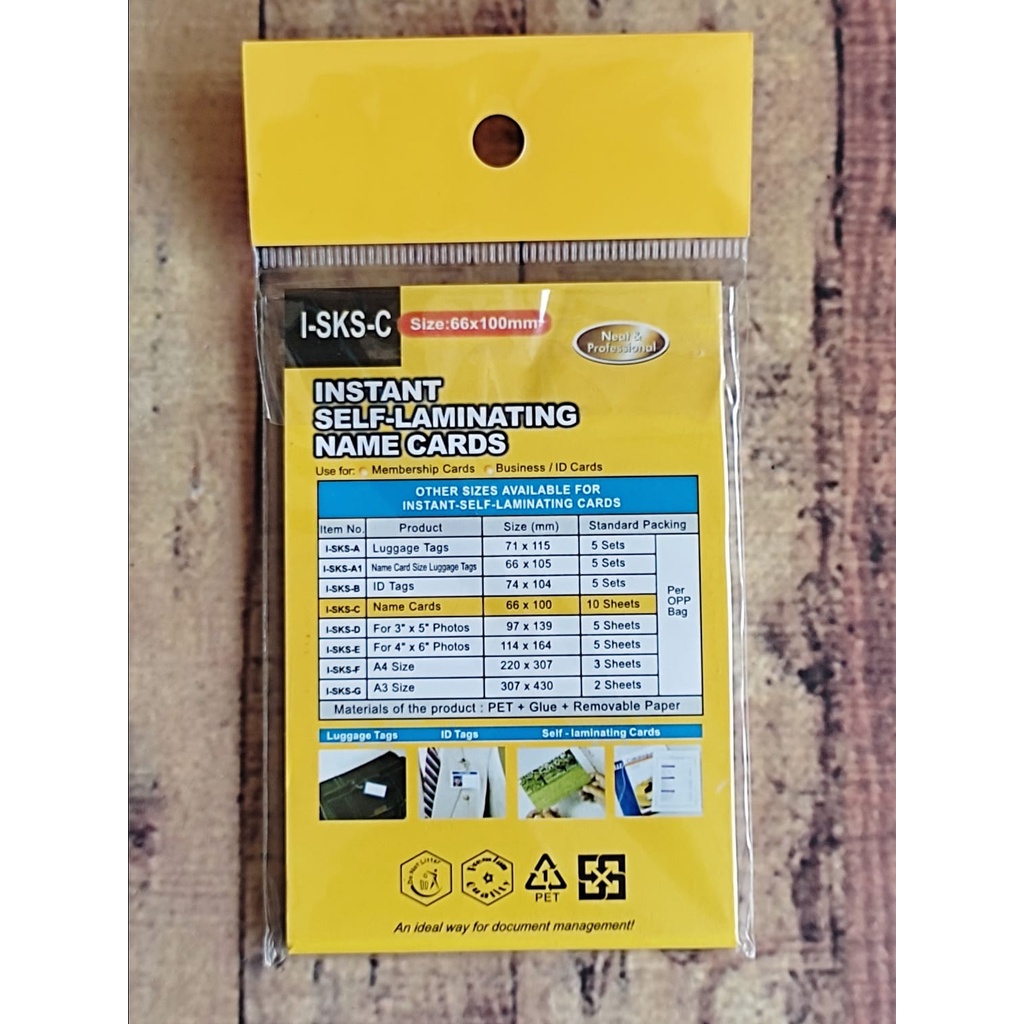 I-SKS-C Size:66x100mm
Neat &
Professional
INSTANT
SELF-LAMINATING
NAME CARDS
Use for: Membership Cards Business / ID Cards
OTHER SIZES AVAILABLE FOR
INSTANT-SELF-LAMINATING CARDS
Item No. Product Size (mm) Standard Packing
I-SKS-A Luggage Tags 71 x 115 5 Sets
I-SKS-A1 Name Card Size Luggage Tags 66 x 105 5 Sets
I-SKS-B ID Tags 74 x 104 5 Sets
I-SKS-C Name Cards 66 x 100 10 Sheets
I-SKS-D For 3" x 5" Photos 97 x 139 5 Sheets
I-SKS-E For 4" x 6" Photos 114 x 164 5 Sheets
I-SKS-F A4 Size 220 x 307 3 Sheets
I-SKS-G A3 Size 307 x 430 2 Sheets
Per
OPP
Bag
Materials of the product : PET + Glue + Removable Paper
Luggage Tags ID Tags Self - laminating Cards
Do Not Litter
Premium Quality
1
PET
An ideal way for document management!